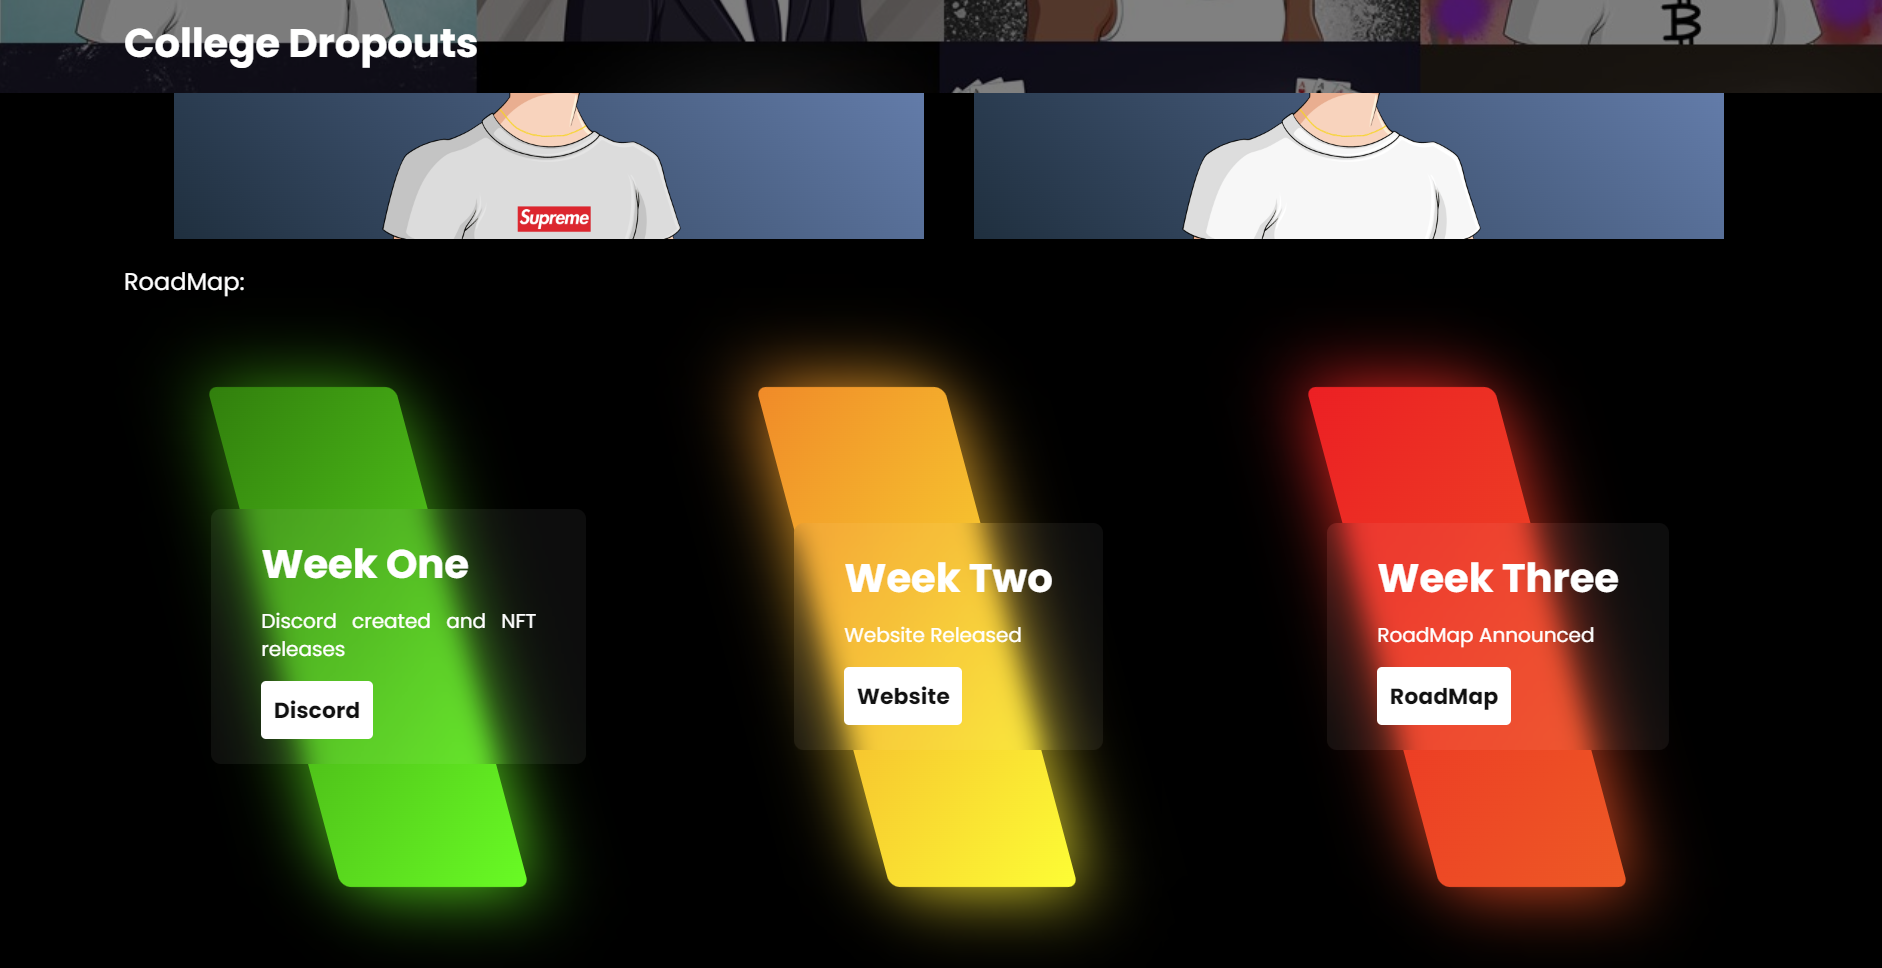 College Dropouts
Supreme
RoadMap:
Week One
Discord created and NFT
releases
Discord
Week Two
Website Released
Website
Week Three
RoadMap Announced
RoadMap